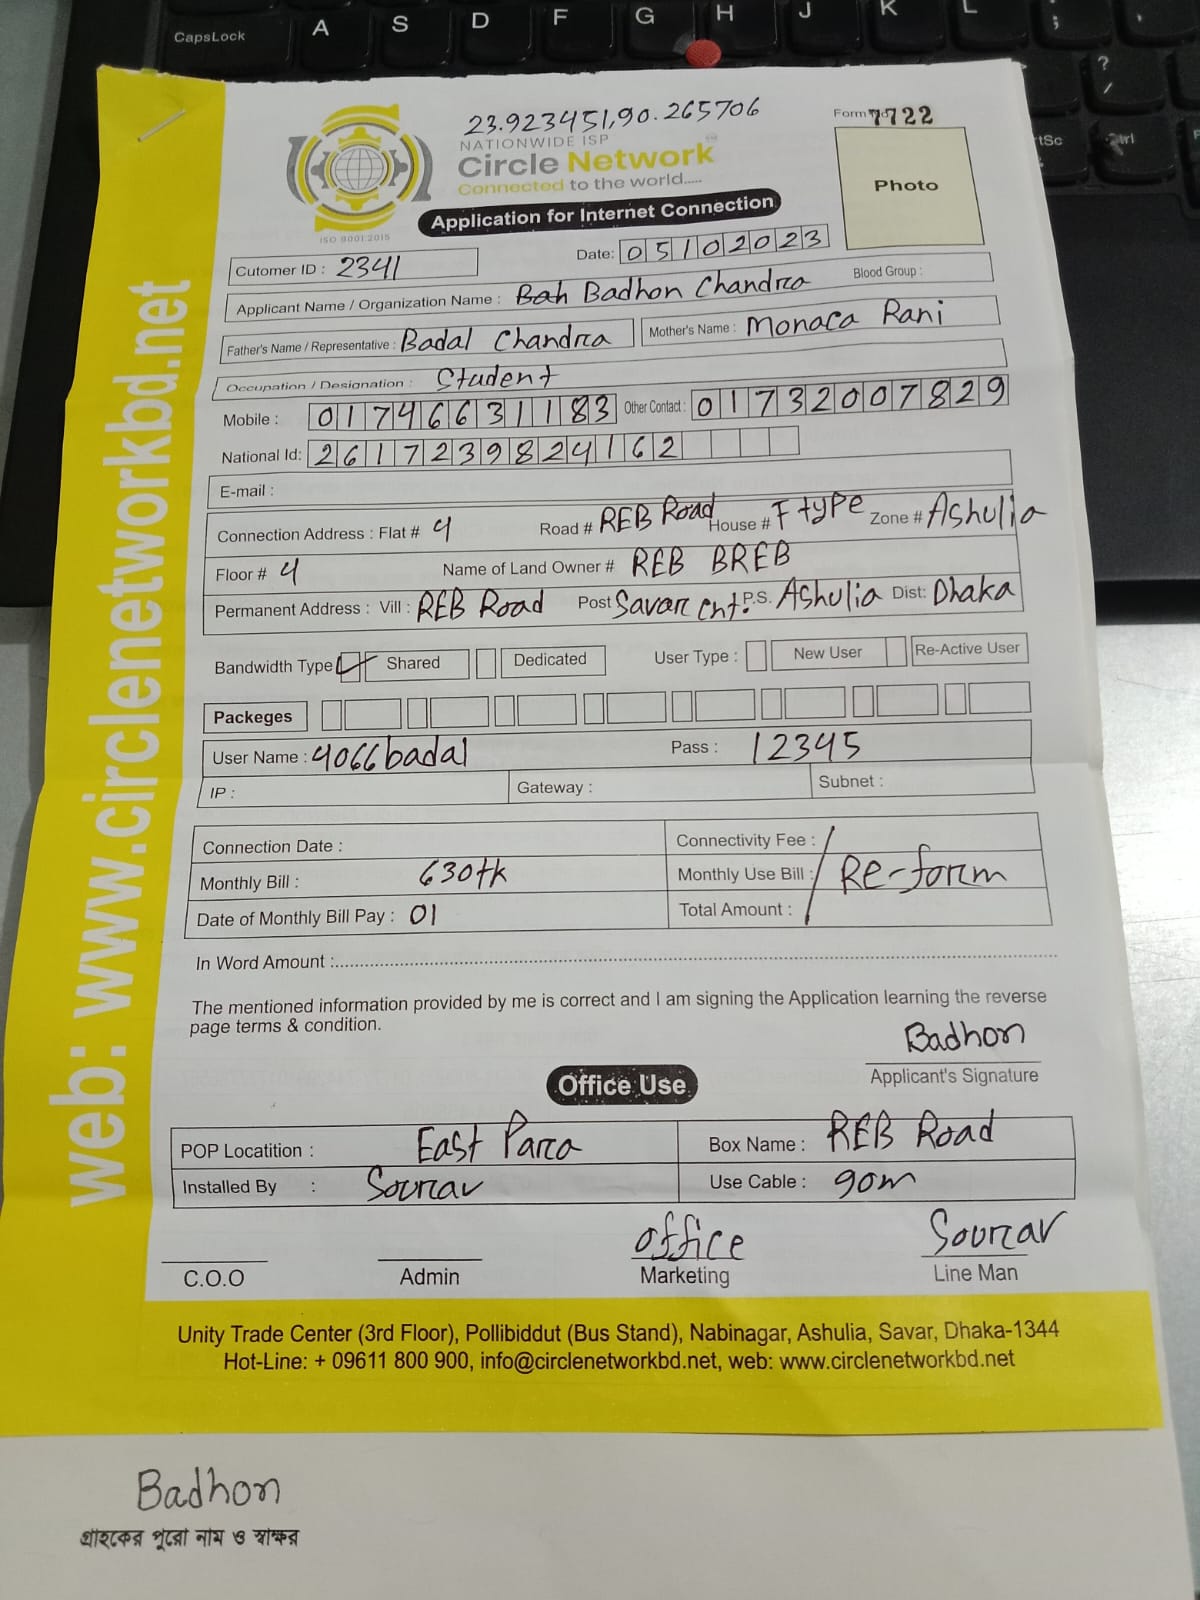 CapsLock A S D F G H J K L ; '
? /
PrtSc Ctrl
23.923451,90.265706
Form 7722
NATIONWIDE ISP
Circle Network
Connected to the world.....
Photo
ISO 9001:2015
Application for Internet Connection
Cutomer ID : 2341 Date: 05102023
Applicant Name / Organization Name : Bah Badhon Chandra Blood Group :
Father's Name / Representative : Badal Chandra Mother's Name : Monaca Rani
Occupation / Designation : Student
Mobile : 01746631183 Other Contact : 01732007829
National Id: 2617239824162
E-mail :
Connection Address : Flat # 4 Road # REB Road House # F type Zone # Ashulia
Floor # 4 Name of Land Owner # REB BREB
Permanent Address : Vill : REB Road Post Savar cnt. P.S. Ashulia Dist: Dhaka
Bandwidth Type Shared Dedicated User Type : New User Re-Active User
Packeges
User Name : 4066badal Pass : 12345
IP : Gateway : Subnet :
Connection Date : Connectivity Fee :
Monthly Bill : 630tk Monthly Use Bill : Re-form
Date of Monthly Bill Pay : 01 Total Amount :
In Word Amount :
The mentioned information provided by me is correct and I am signing the Application learning the reverse
page terms & condition.
Badhon
Applicant's Signature
Office Use
POP Locatition : East Para Box Name : REB Road
Installed By : Sourav Use Cable : 90m
office Sourav
C.O.O Admin Marketing Line Man
Unity Trade Center (3rd Floor), Pollibiddut (Bus Stand), Nabinagar, Ashulia, Savar, Dhaka-1344
Hot-Line: + 09611 800 900, info@circlenetworkbd.net, web: www.circlenetworkbd.net
web: www.circlenetworkbd.net
Badhon
গ্রাহকের পুরো নাম ও স্বাক্ষর